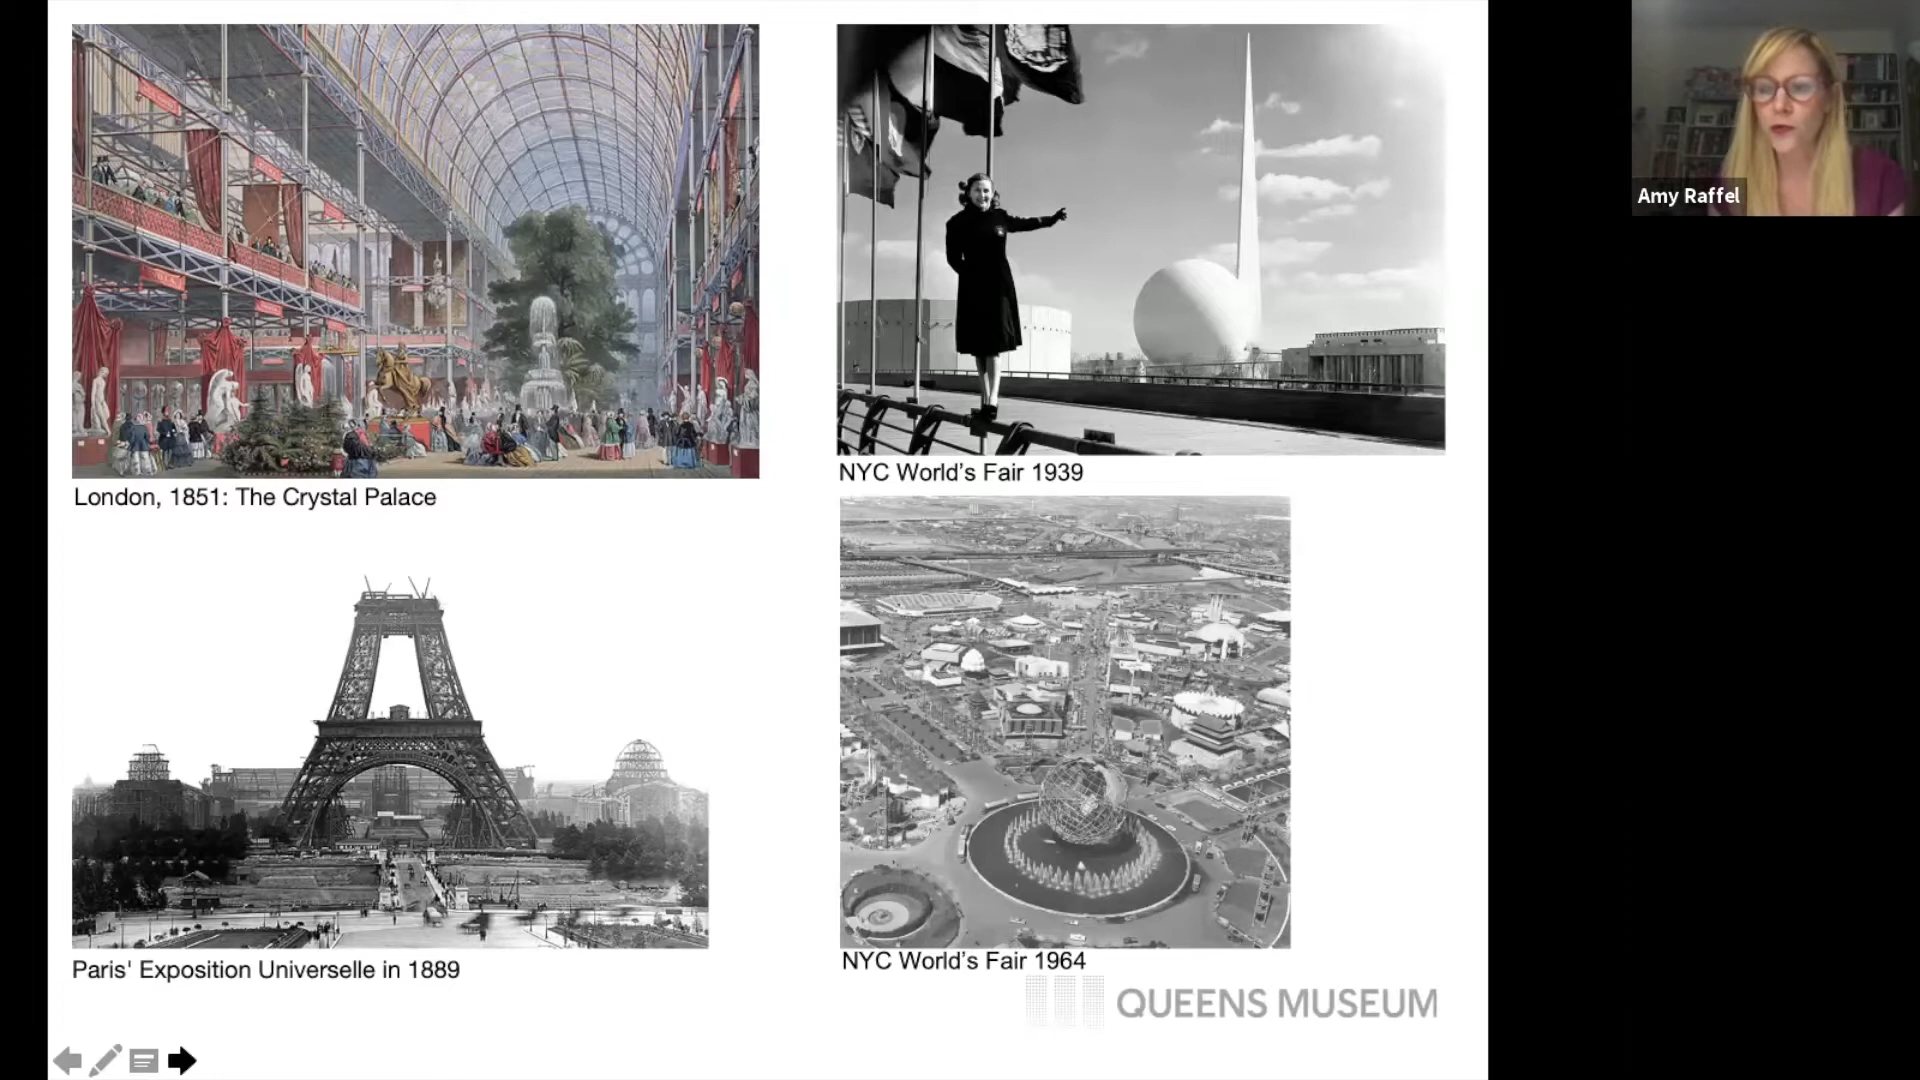 London, 1851: The Crystal Palace
NYC World’s Fair 1939
Paris' Exposition Universelle in 1889
NYC World’s Fair 1964
QUEENS MUSEUM
Amy Raffel